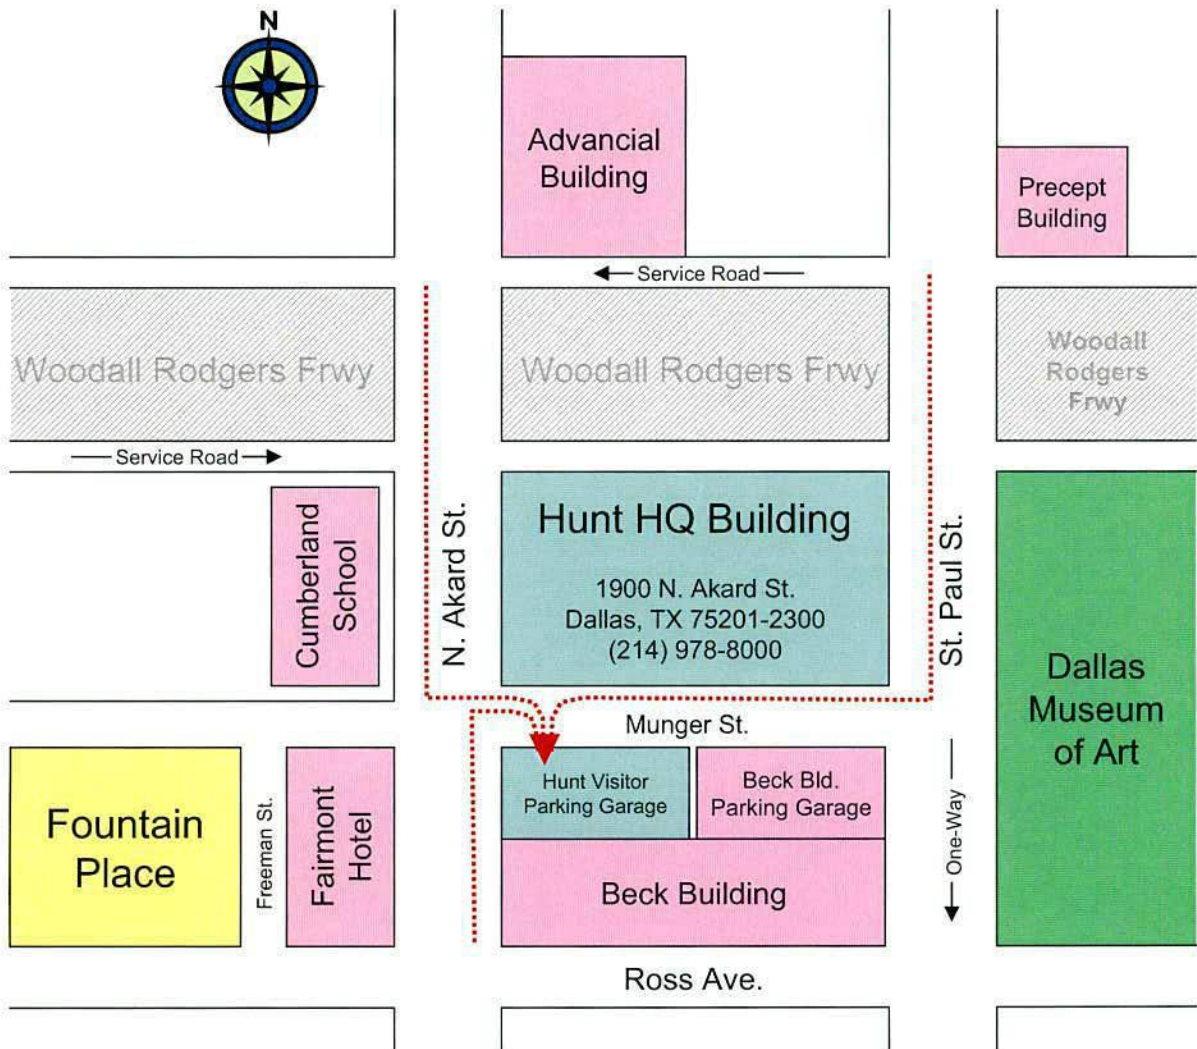 N
Advancial
Building
Precept
Building
Service Road
Woodall Rodgers Frwy
Woodall Rodgers Frwy
Woodall
Rodgers
Frwy
Service Road
Cumberland
School
N. Akard St.
Hunt HQ Building
1900 N. Akard St.
Dallas, TX 75201-2300
(214) 978-8000
St. Paul St.
Dallas
Museum
of Art
Munger St.
Fountain
Place
Freeman St.
Fairmont
Hotel
Hunt Visitor
Parking Garage
Beck Bld.
Parking Garage
Beck Building
One-Way
Ross Ave.